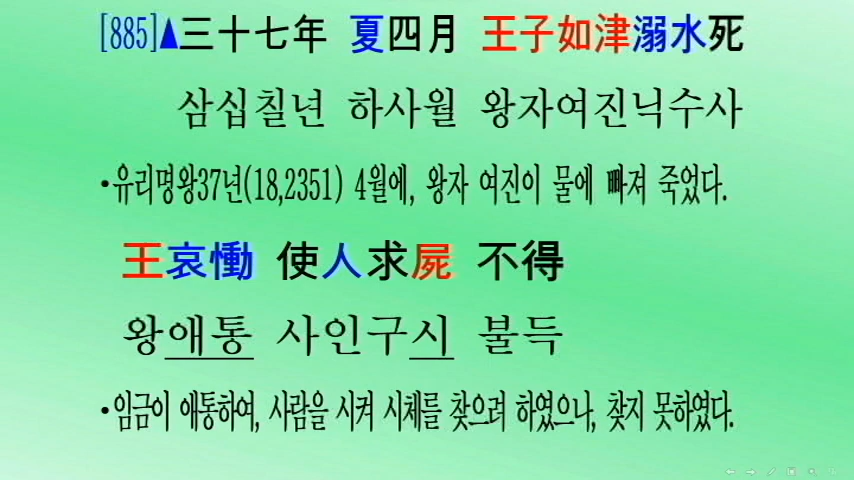 [885]▲三十七年 夏四月 王子如津溺水死
삼십칠년 하사월 왕자여진닉수사
•유리명왕37년(18,2351) 4월에, 왕자 여진이 물에 빠져 죽었다.
王哀慟 使人求屍 不得
왕애통 사인구시 불득
•임금이 애통하여, 사람을 시켜 시체를 찾으려 하였으나, 찾지 못하였다.